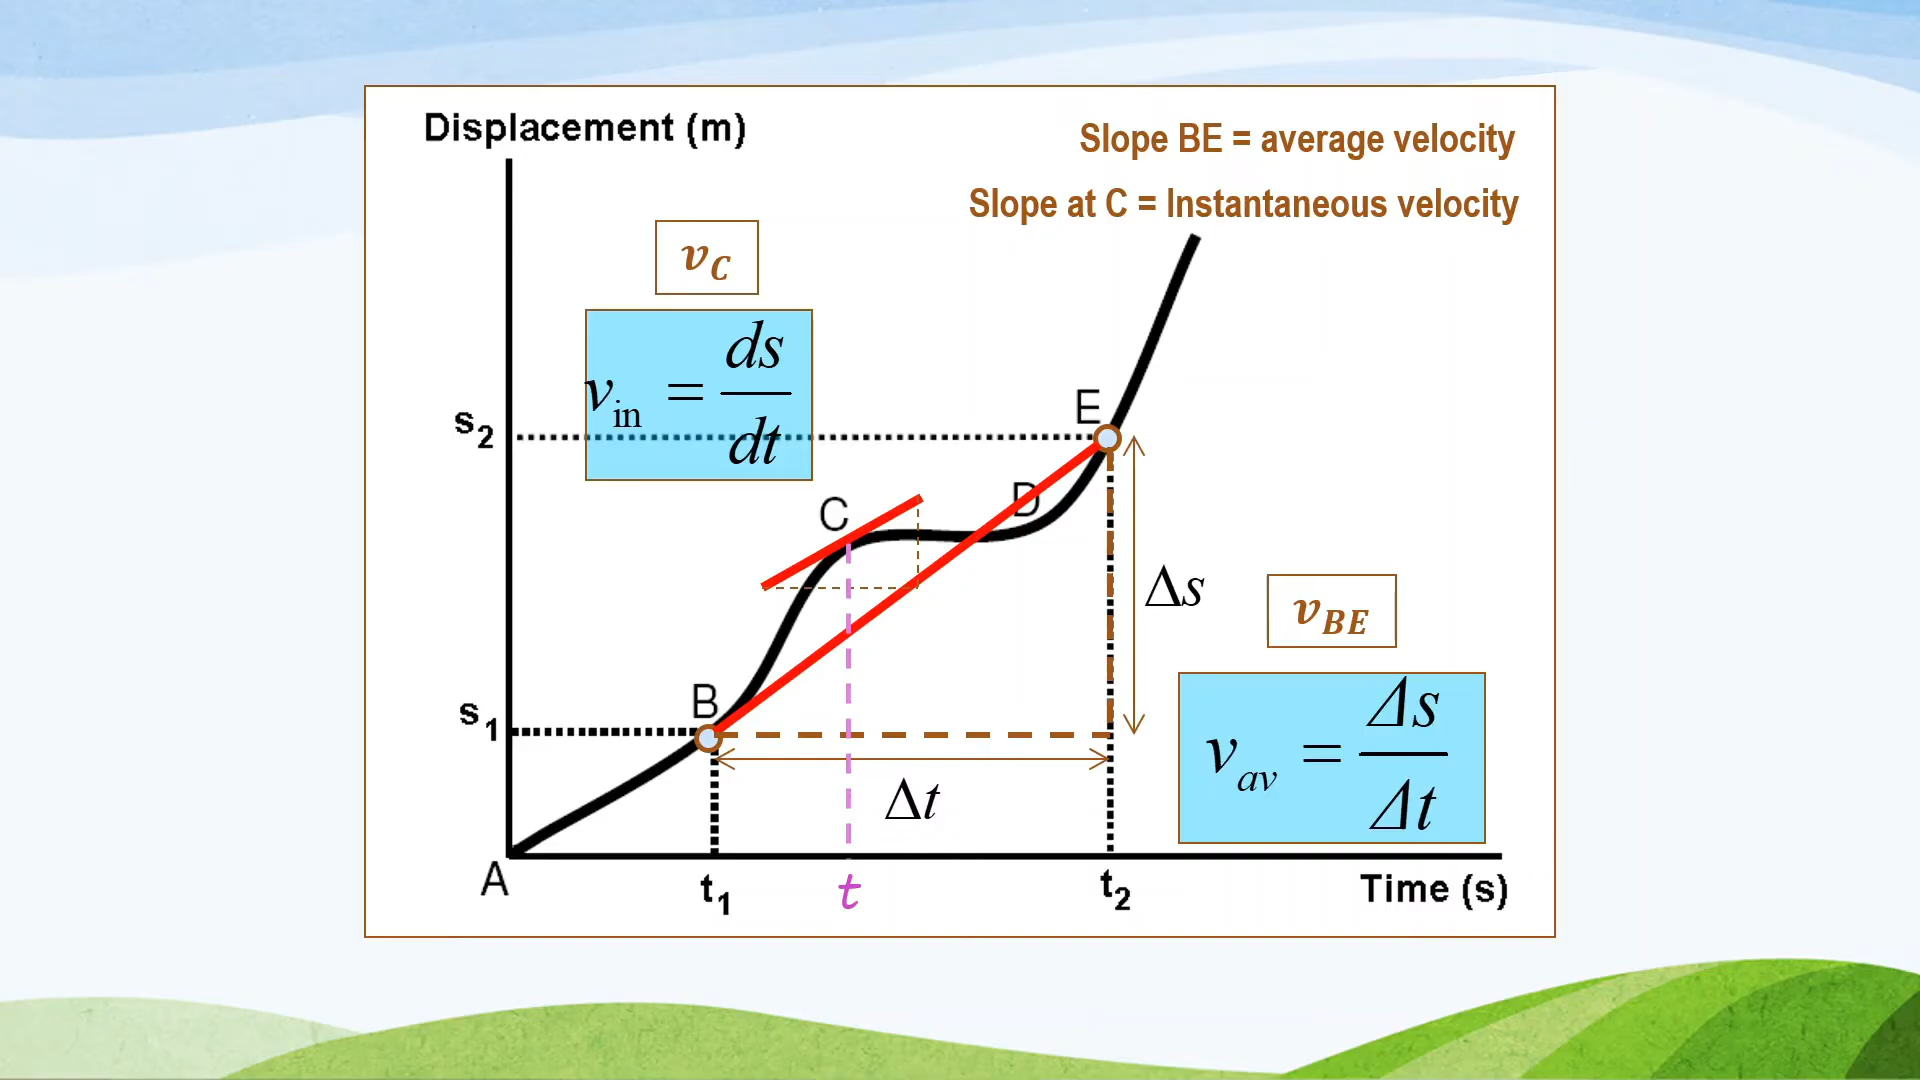 Displacement (m)
Slope BE = average velocity
Slope at C = Instantaneous velocity
v_C
v_in = ds/dt
s_2
E
C
D
Δs
v_BE
B
s_1
v_av = Δs/Δt
Δt
A
t_1
t
t_2
Time (s)